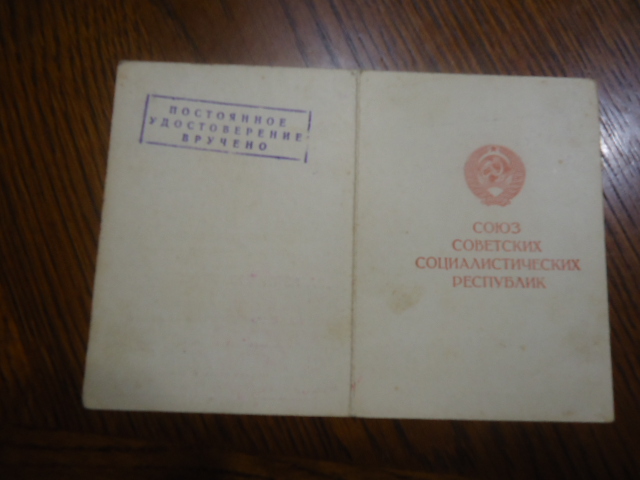 ПОСТОЯННОЕ
УДОСТОВЕРЕНИЕ
ВРУЧЕНО
СОЮЗ
СОВЕТСКИХ
СОЦИАЛИСТИЧЕСКИХ
РЕСПУБЛИК